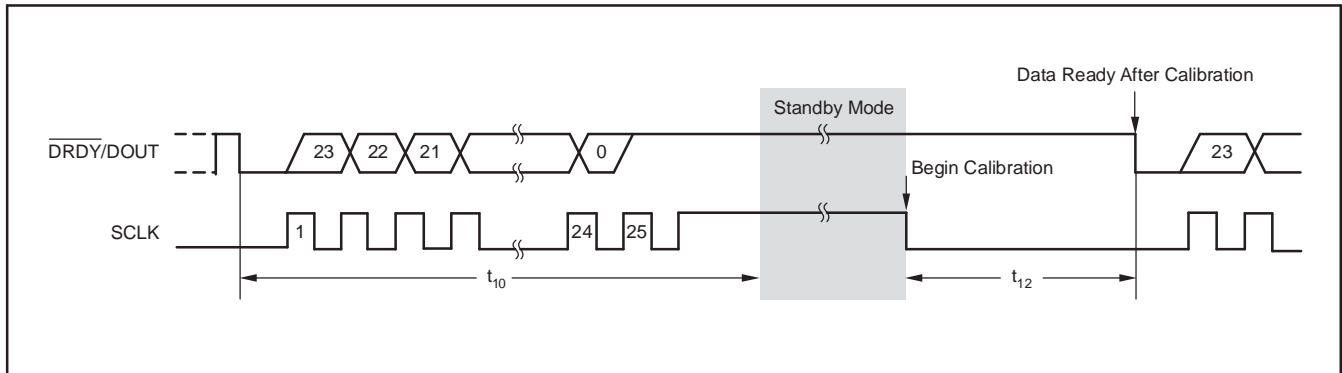 Data Ready After Calibration
Standby Mode
DRDY/DOUT
23
22
21
0
23
Begin Calibration
SCLK
1
24
25
t10
t12